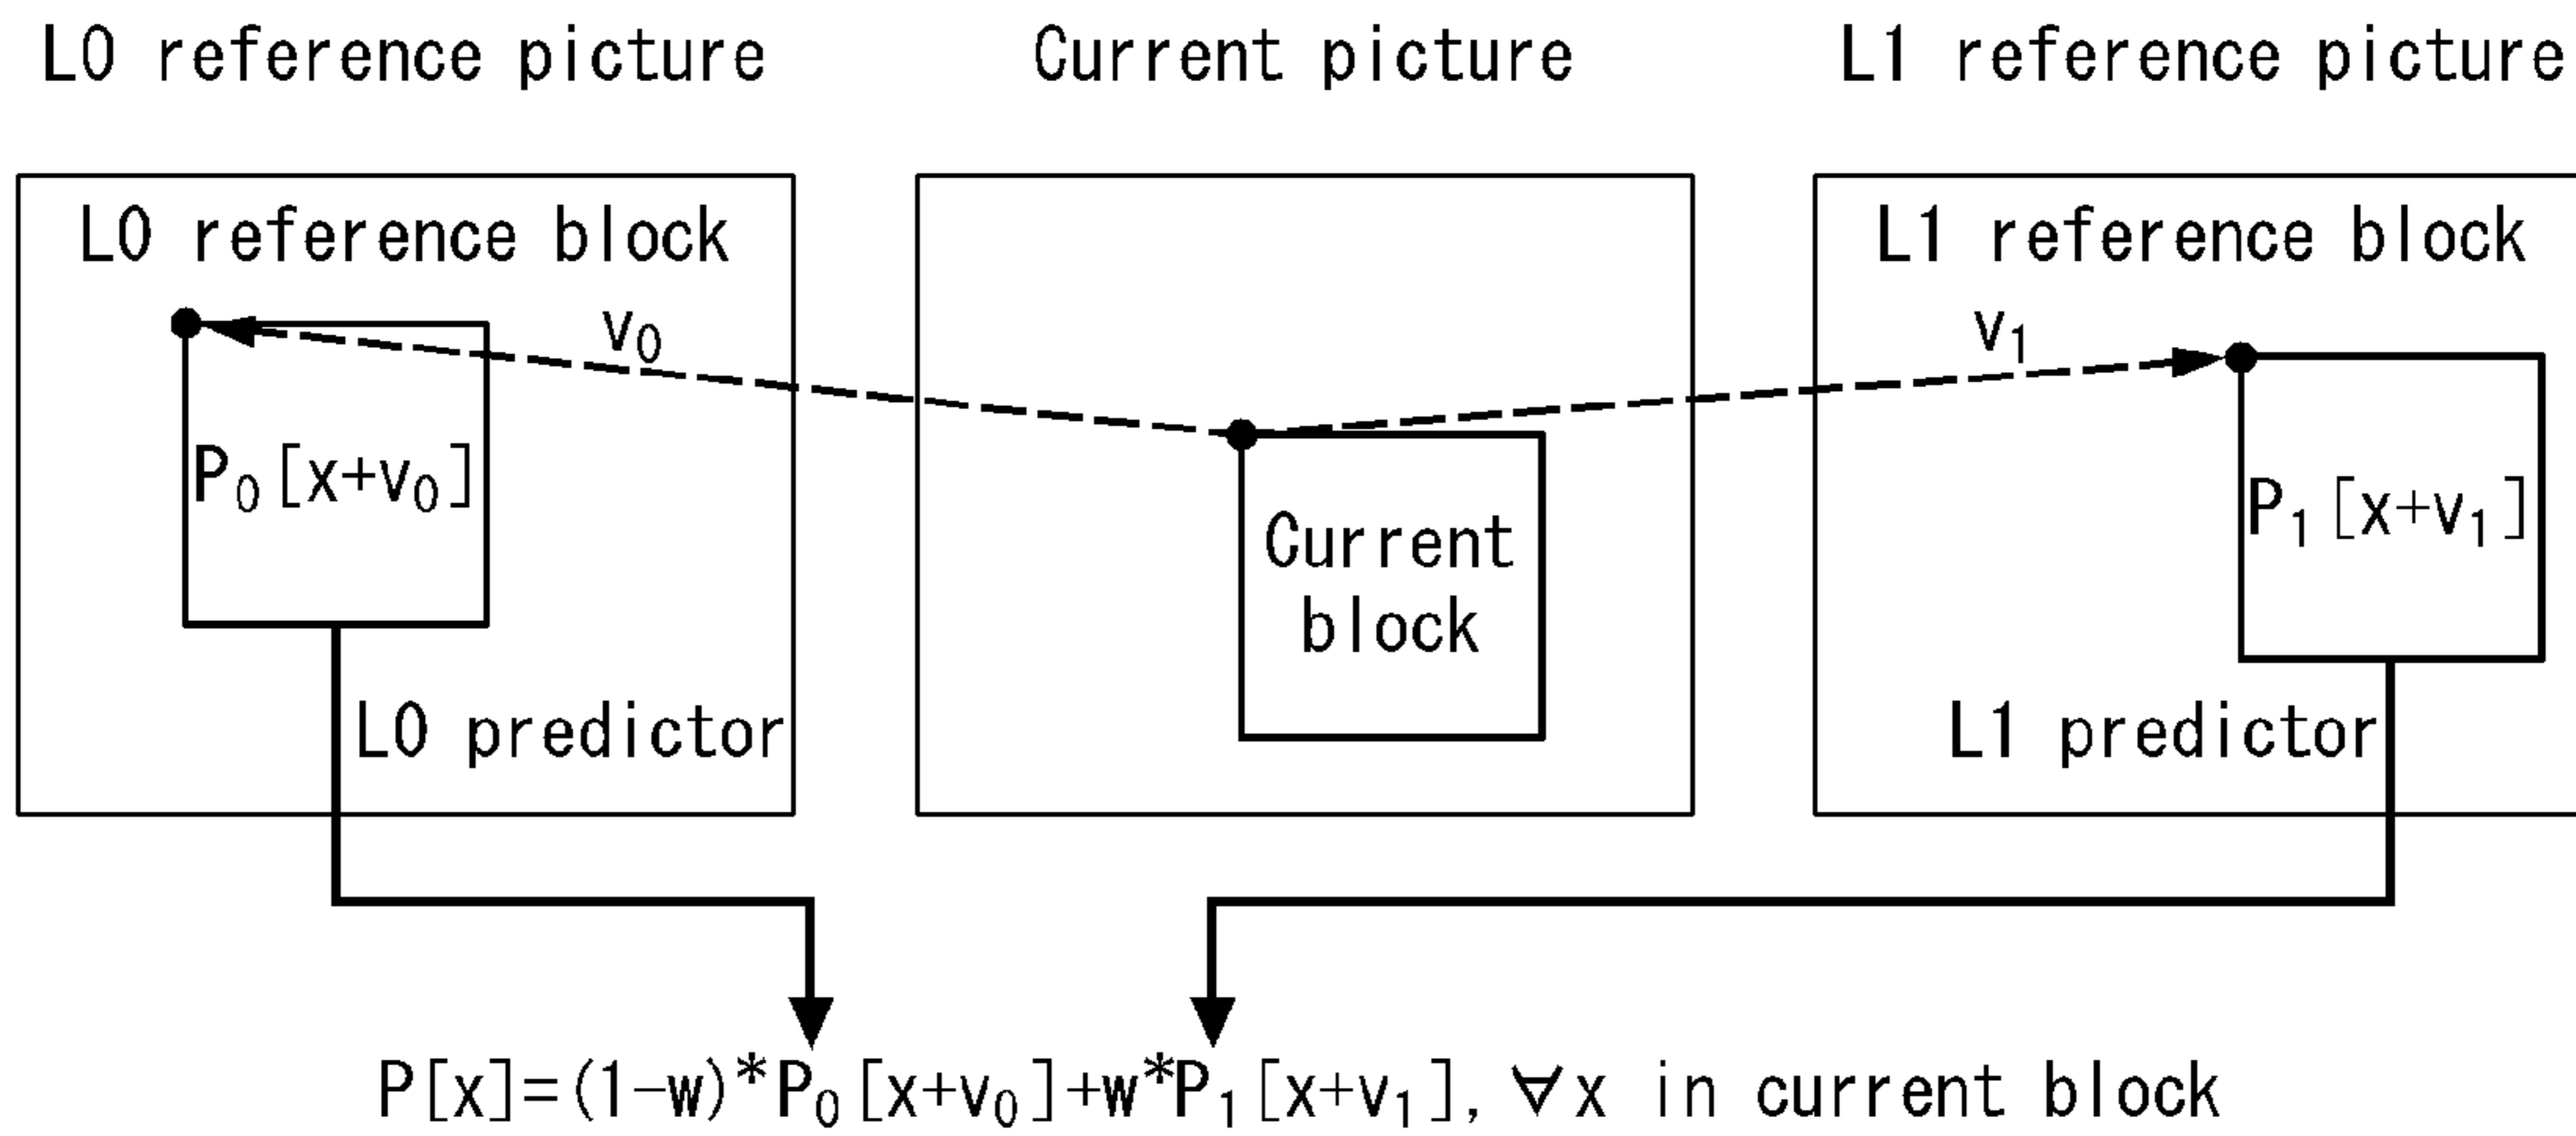 L0 reference picture
Current picture
L1 reference picture
L0 reference block
L1 reference block
v₀
v₁
P₀[x+v₀]
P₁[x+v₁]
Current
block
L0 predictor
L1 predictor
P[x]=(1-w)*P₀[x+v₀]+w*P₁[x+v₁], ∀x in current block